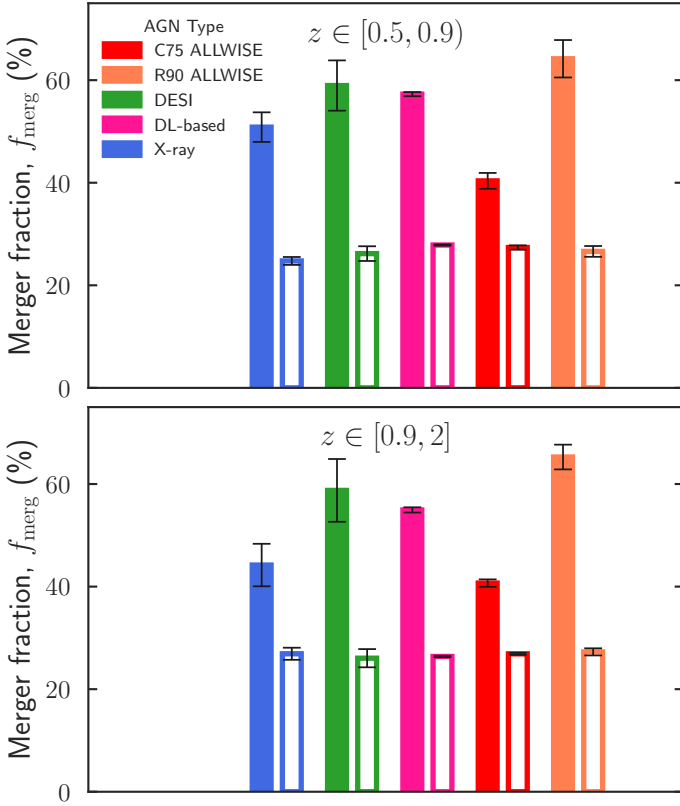 AGN Type
C75 ALLWISE
R90 ALLWISE
DESI
DL-based
X-ray
z ∈ [0.5, 0.9)
Merger fraction, f_merg (%)
60
40
20
0
z ∈ [0.9, 2]
Merger fraction, f_merg (%)
60
40
20
0